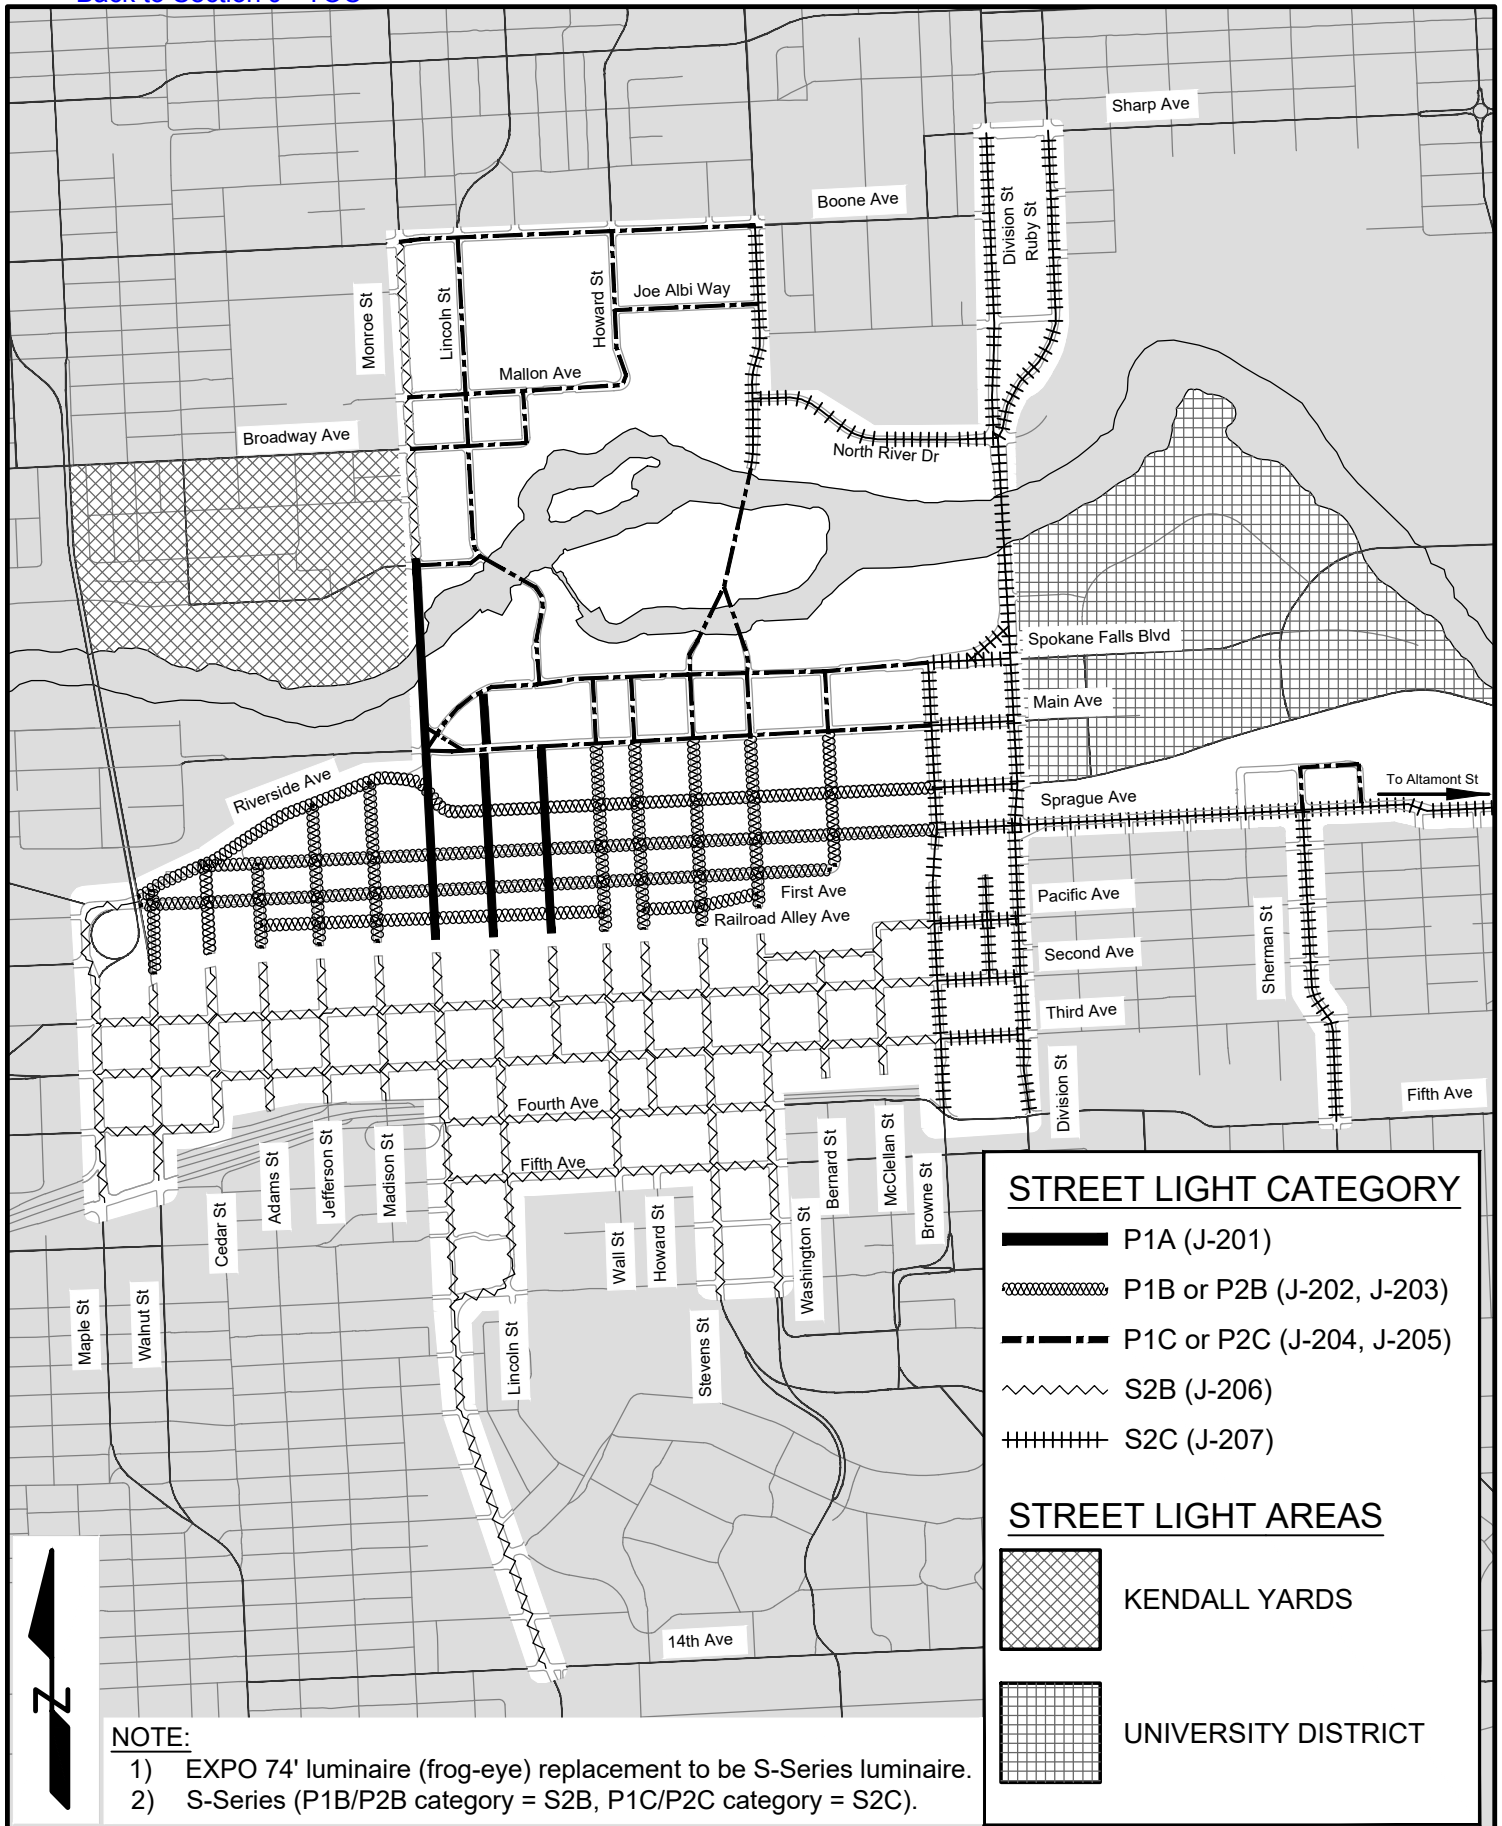 Sharp Ave
Boone Ave
Division St
Ruby St
Monroe St
Lincoln St
Howard St
Joe Albi Way
Mallon Ave
Broadway Ave
North River Dr
Spokane Falls Blvd
Main Ave
Riverside Ave
To Altamont St
Sprague Ave
First Ave
Railroad Alley Ave
Pacific Ave
Second Ave
Sherman St
Third Ave
Fourth Ave
Fifth Ave
Division St
Fifth Ave
Cedar St
Adams St
Jefferson St
Madison St
Wall St
Howard St
Washington St
Bernard St
McClellan St
Browne St
Maple St
Walnut St
Lincoln St
Stevens St
14th Ave
STREET LIGHT CATEGORY
P1A (J-201)
P1B or P2B (J-202, J-203)
P1C or P2C (J-204, J-205)
S2B (J-206)
S2C (J-207)
STREET LIGHT AREAS
KENDALL YARDS
UNIVERSITY DISTRICT
Z
NOTE:
1) EXPO 74' luminaire (frog-eye) replacement to be S-Series luminaire.
2) S-Series (P1B/P2B category = S2B, P1C/P2C category = S2C).